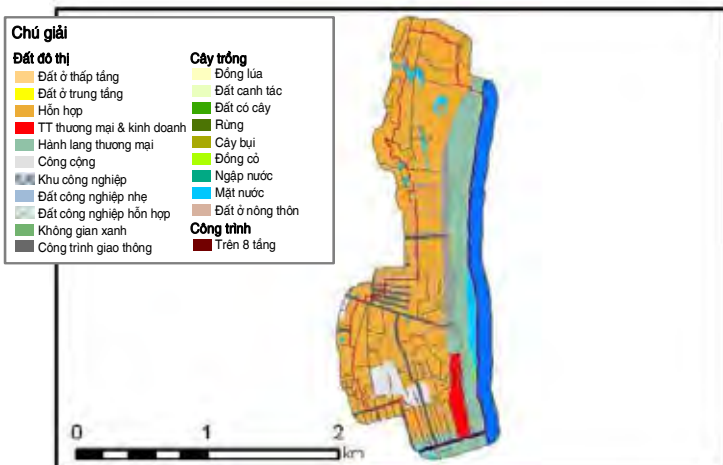 Chú giải
Đất đô thị
Đất ở thấp tầng
Đất ở trung tầng
Hỗn hợp
TT thương mại & kinh doanh
Hành lang thương mại
Công cộng
Khu công nghiệp
Đất công nghiệp nhẹ
Đất công nghiệp hỗn hợp
Không gian xanh
Công trình giao thông
Cây trồng
Đồng lúa
Đất canh tác
Đất có cây
Rừng
Cây bụi
Đồng cỏ
Ngập nước
Mặt nước
Đất ở nông thôn
Công trình
Trên 8 tầng
0 1 2
km